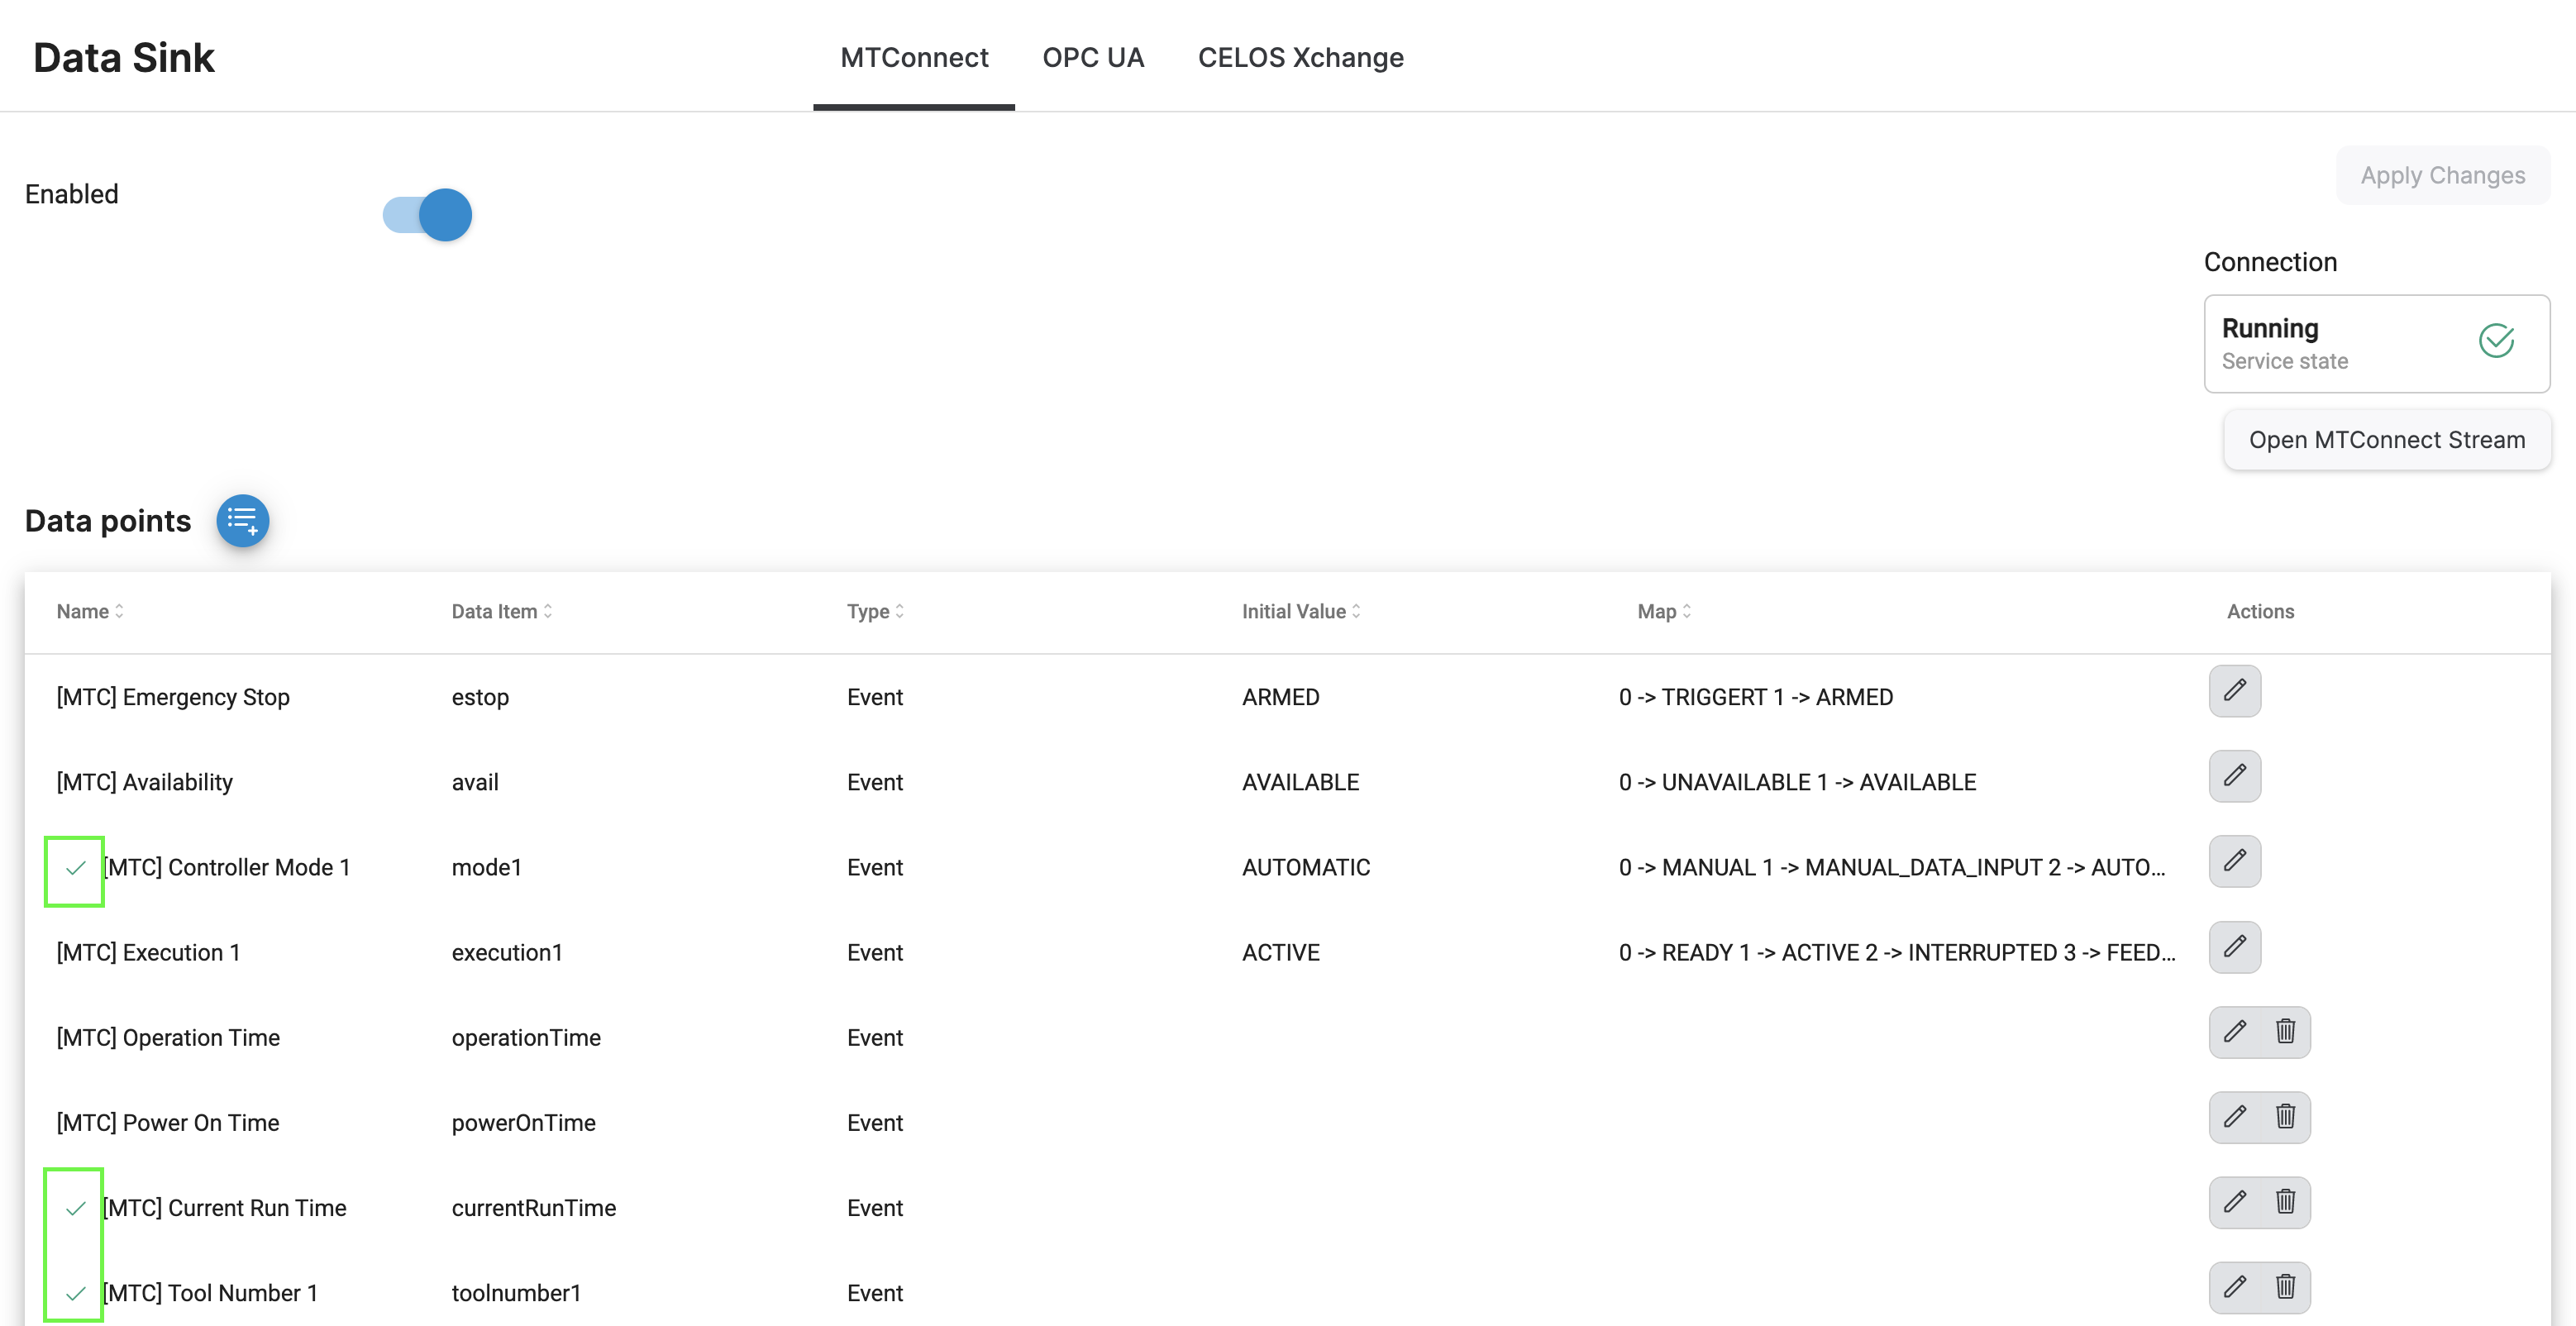 Data Sink
MTConnect OPC UA CELOS Xchange
Enabled
Apply Changes
Connection
Running
Service state
Open MTConnect Stream
Data points
Name Data Item Type Initial Value Map Actions
[MTC] Emergency Stop estop Event ARMED 0 -> TRIGGERT 1 -> ARMED
[MTC] Availability avail Event AVAILABLE 0 -> UNAVAILABLE 1 -> AVAILABLE
[MTC] Controller Mode 1 mode1 Event AUTOMATIC 0 -> MANUAL 1 -> MANUAL_DATA_INPUT 2 -> AUTO...
[MTC] Execution 1 execution1 Event ACTIVE 0 -> READY 1 -> ACTIVE 2 -> INTERRUPTED 3 -> FEED...
[MTC] Operation Time operationTime Event
[MTC] Power On Time powerOnTime Event
[MTC] Current Run Time currentRunTime Event
[MTC] Tool Number 1 toolnumber1 Event